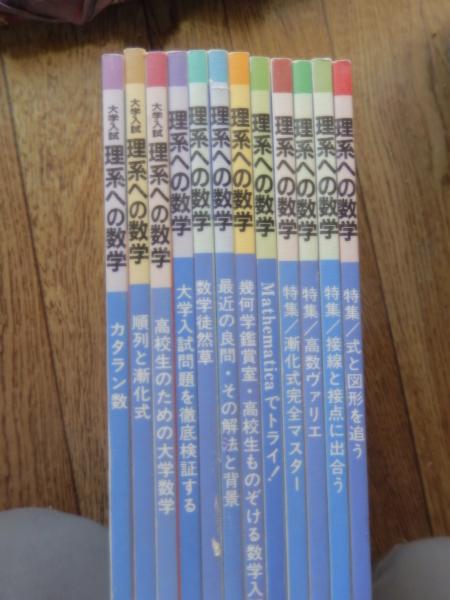 大学入試 理系への数学 カタラン数
大学入試 理系への数学 順列と漸化式
大学入試 理系への数学 高校生のための大学数学
理系への数学 大学入試問題を徹底検証する
理系への数学 数学徒然草
理系への数学 最近の良問・その解法と背景
理系への数学 幾何学鑑賞室・高校生ものぞける数学入
理系への数学 Mathematicaでトライ!
理系への数学 特集/漸化式完全マスター
理系への数学 特集/高数ヴァリエ
理系への数学 特集/接線と接点に出合う
理系への数学 特集/式と図形を追う